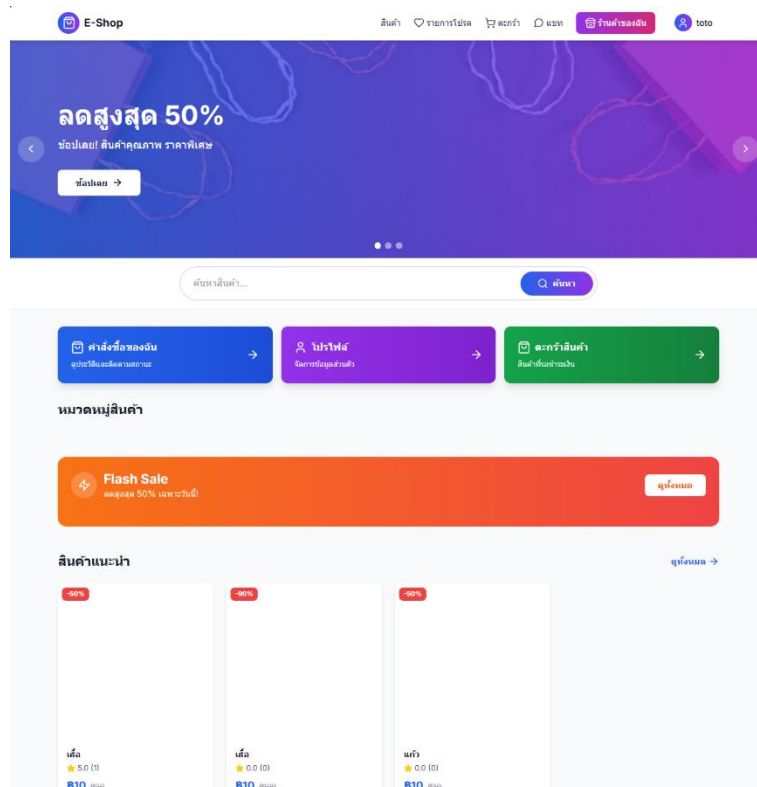 E-Shop
สินค้า
รายการโปรด
ตะกร้า
แชท
ร้านค้าของฉัน
toto
ลดสูงสุด 50%
ช้อปเลย! สินค้าคุณภาพ ราคาพิเศษ
ช้อปเลย →
ค้นหาสินค้า...
ค้นหา
คำสั่งซื้อของฉัน
ดูประวัติและติดตามสถานะ
โปรไฟล์
จัดการข้อมูลส่วนตัว
ตะกร้าสินค้า
สินค้าที่รอชำระเงิน
หมวดหมู่สินค้า
Flash Sale
ลดสูงสุด 50% เฉพาะวันนี้!
ดูทั้งหมด
สินค้าแนะนำ
ดูทั้งหมด →
-50%
-90%
-50%
เสื้อ
5.0 (1)
฿10
เสื้อ
0.0 (0)
฿10
แก้ว
0.0 (0)
฿10